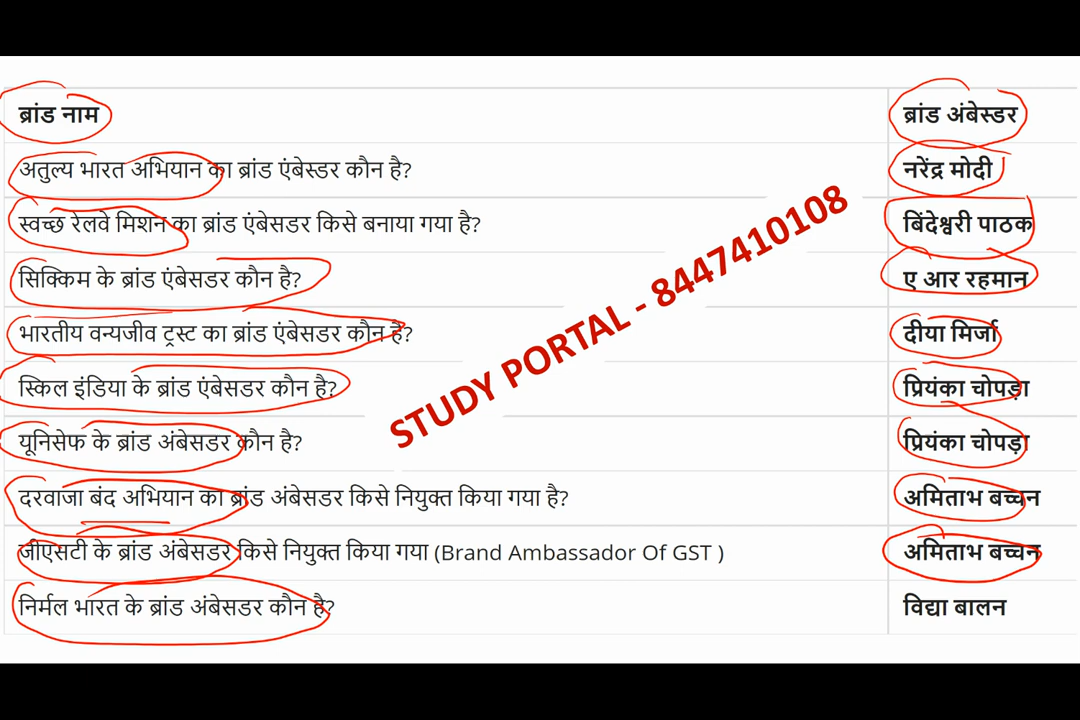 ब्रांड नाम ब्रांड अंबेस्डर
अतुल्य भारत अभियान का ब्रांड एंबेस्डर कौन है? नरेंद्र मोदी
स्वच्छ रेलवे मिशन का ब्रांड एंबेसडर किसे बनाया गया है? बिंदेश्वरी पाठक
सिक्किम के ब्रांड एंबेसडर कौन है? ए आर रहमान
भारतीय वन्यजीव ट्रस्ट का ब्रांड एंबेसडर कौन है? दीया मिर्जा
स्किल इंडिया के ब्रांड एंबेसडर कौन है? प्रियंका चोपड़ा
यूनिसेफ के ब्रांड अंबेसडर कौन है? प्रियंका चोपड़ा
दरवाजा बंद अभियान का ब्रांड अंबेसडर किसे नियुक्त किया गया है? अमिताभ बच्चन
जीएसटी के ब्रांड अंबेसडर किसे नियुक्त किया गया (Brand Ambassador Of GST ) अमिताभ बच्चन
निर्मल भारत के ब्रांड अंबेसडर कौन है? विद्या बालन
STUDY PORTAL - 8447410108